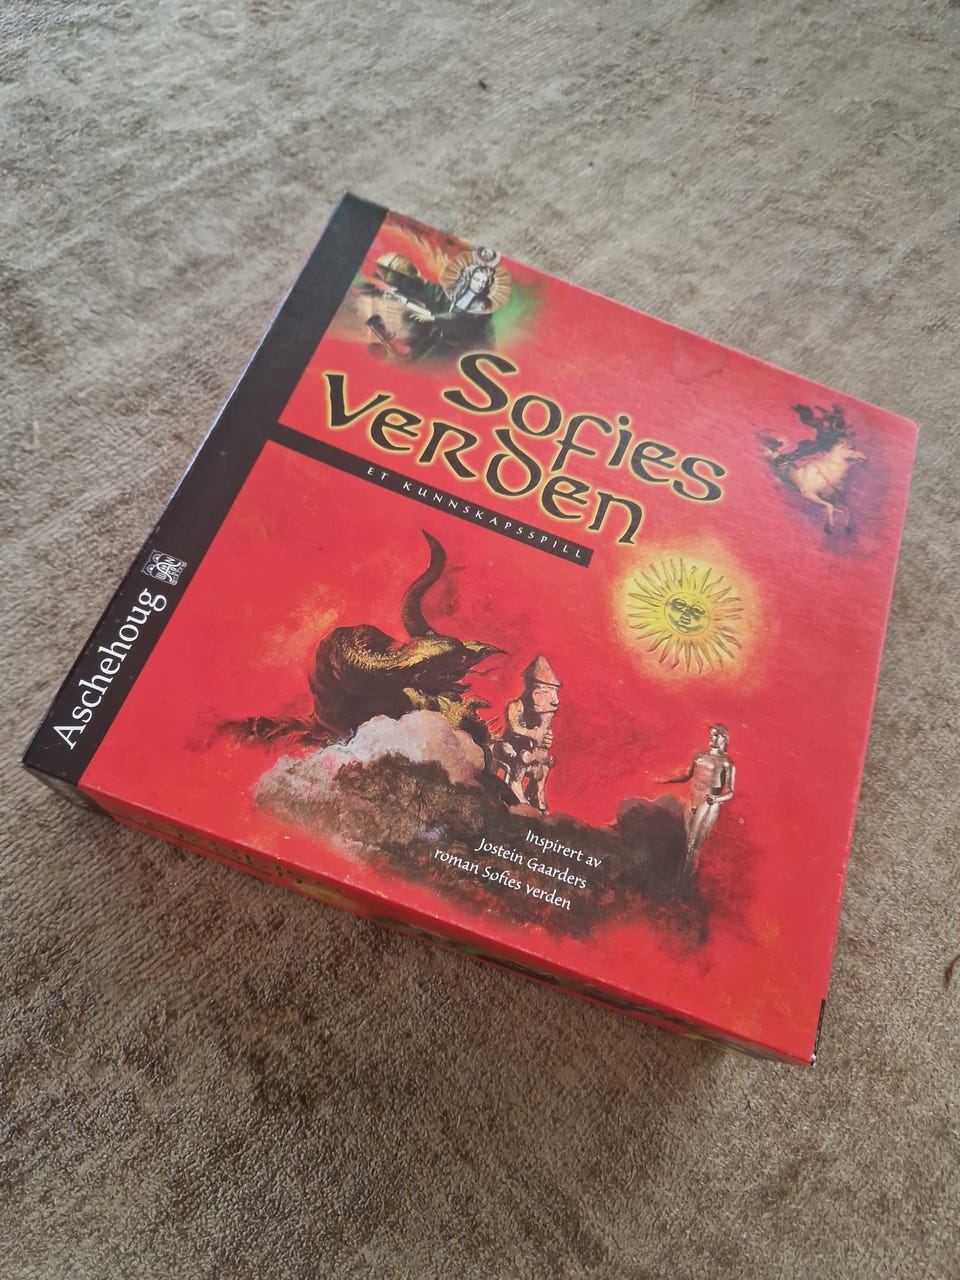 Sofies
Verden
ET KUNNSKAPSSPILL
Aschehoug
Inspirert av
Jostein Gaarders
roman Sofies verden